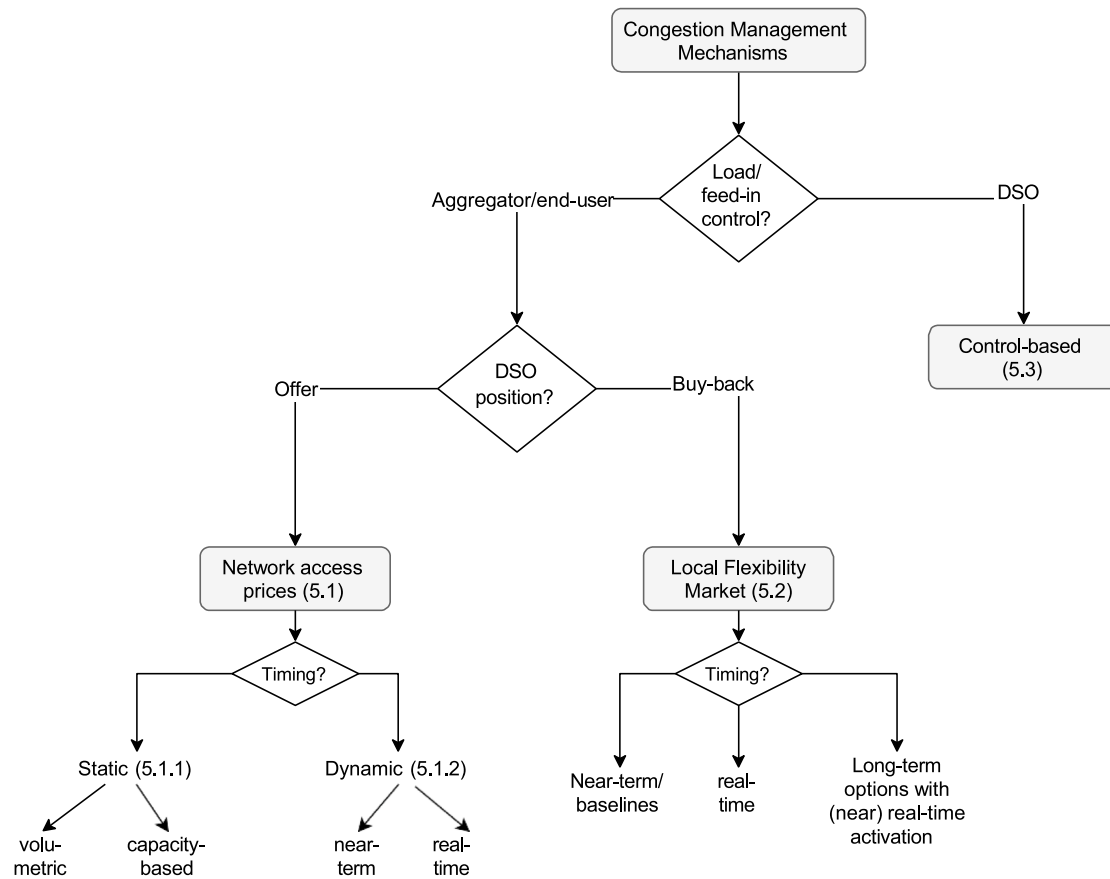 Congestion Management
Mechanisms
Load/
feed-in
control?
Aggregator/end-user
DSO
DSO
position?
Control-based
(5.3)
Offer
Buy-back
Network access
prices (5.1)
Local Flexibility
Market (5.2)
Timing?
Timing?
Static (5.1.1)
Dynamic (5.1.2)
Near-term/
baselines
real-
time
Long-term
options with
(near) real-time
activation
volu-
metric
capacity-
based
near-
term
real-
time